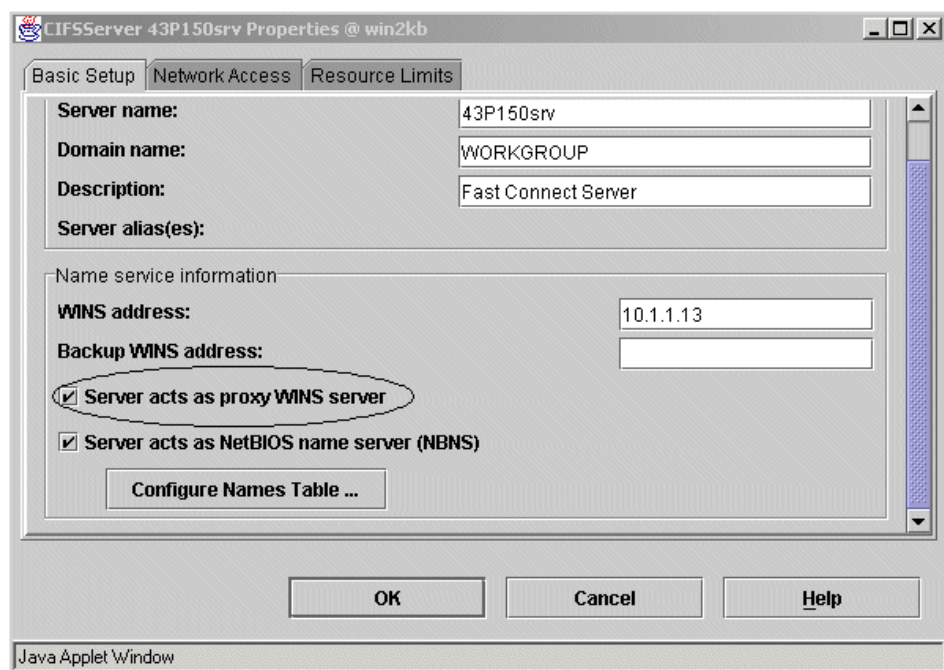 CIFSServer 43P150srv Properties @ win2kb
Basic Setup Network Access Resource Limits
Server name: 43P150srv
Domain name: WORKGROUP
Description: Fast Connect Server
Server alias(es):
Name service information
WINS address: 10.1.1.13
Backup WINS address:
Server acts as proxy WINS server
Server acts as NetBIOS name server (NBNS)
Configure Names Table ...
OK Cancel Help
Java Applet Window